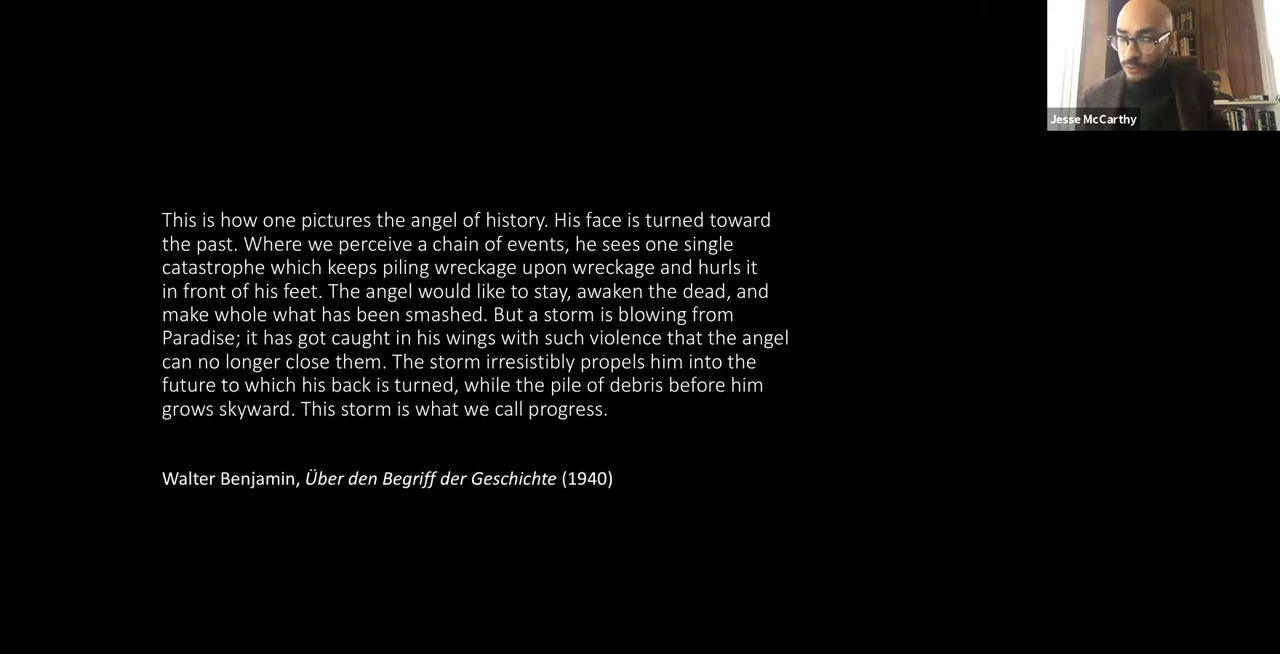 Jesse McCarthy
This is how one pictures the angel of history. His face is turned toward
the past. Where we perceive a chain of events, he sees one single
catastrophe which keeps piling wreckage upon wreckage and hurls it
in front of his feet. The angel would like to stay, awaken the dead, and
make whole what has been smashed. But a storm is blowing from
Paradise; it has got caught in his wings with such violence that the angel
can no longer close them. The storm irresistibly propels him into the
future to which his back is turned, while the pile of debris before him
grows skyward. This storm is what we call progress.
Walter Benjamin, Über den Begriff der Geschichte (1940)